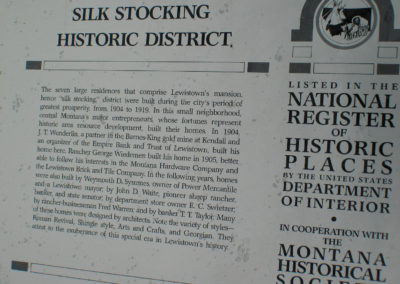 SILK STOCKING
HISTORIC DISTRICT
The seven large residences that comprise Lewistown's mansion,
hence "silk stocking," district were built during the city's period of
greatest prosperity, from 1904 to 1919. In this small neighborhood,
central Montana's major entrepreneurs, whose fortunes represent
historic area resource development, built their homes. In 1904,
J. T. Wunderlin, a partner in the Barnes-King gold mine at Kendall and
an organizer of the Empire Bank and Trust of Lewistown, built his
home here. Rancher George Wiedeman built his home in 1905, better
able to follow his interests in the Montana Hardware Company and
the Lewistown Brick and Tile Company. In the following years, homes
were also built by Weymouth D. Symmes, owner of Power Mercantile
and a Lewistown mayor; by John D. Waite, pioneer sheep rancher,
banker, and state senator; by department store owner E. C. Sweitzer;
by rancher-businessman Fred Warren; and by banker T. T. Taylor. Many
of these homes were designed by architects. Note the variety of styles—
Roman Revival, Shingle style, Arts and Crafts, and Georgian. They
attest to the exuberance of this special era in Lewistown's history.
LISTED IN THE
NATIONAL
REGISTER
OF
HISTORIC
PLACES
BY THE UNITED STATES
DEPARTMENT
OF INTERIOR
IN COOPERATION WITH
THE
MONTANA
HISTORICAL
SOCIETY